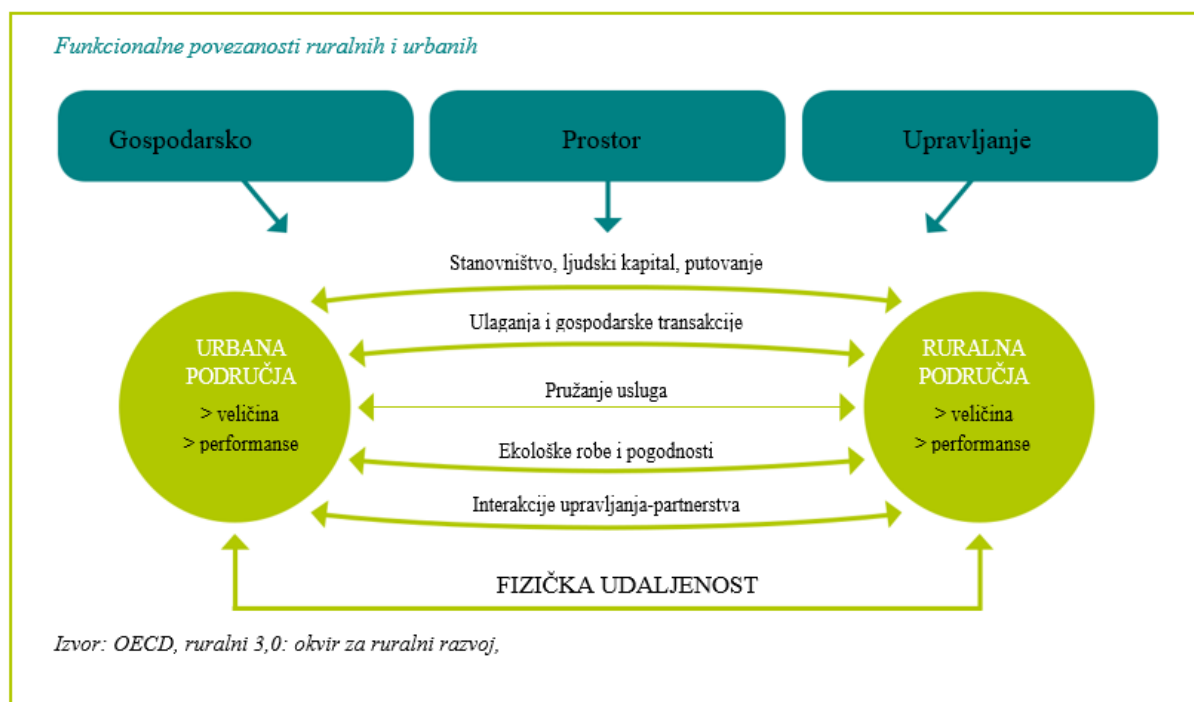 Funkcionalne povezanosti ruralnih i urbanih
Gospodarsko
Prostor
Upravljanje
Stanovništvo, ljudski kapital, putovanje
Ulaganja i gospodarske transakcije
URBANA
PODRUČJA
> veličina
> performanse
RURALNA
PODRUČJA
> veličina
> performanse
Pružanje usluga
Ekološke robe i pogodnosti
Interakcije upravljanja-partnerstva
FIZIČKA UDALJENOST
Izvor: OECD, ruralni 3,0: okvir za ruralni razvoj,